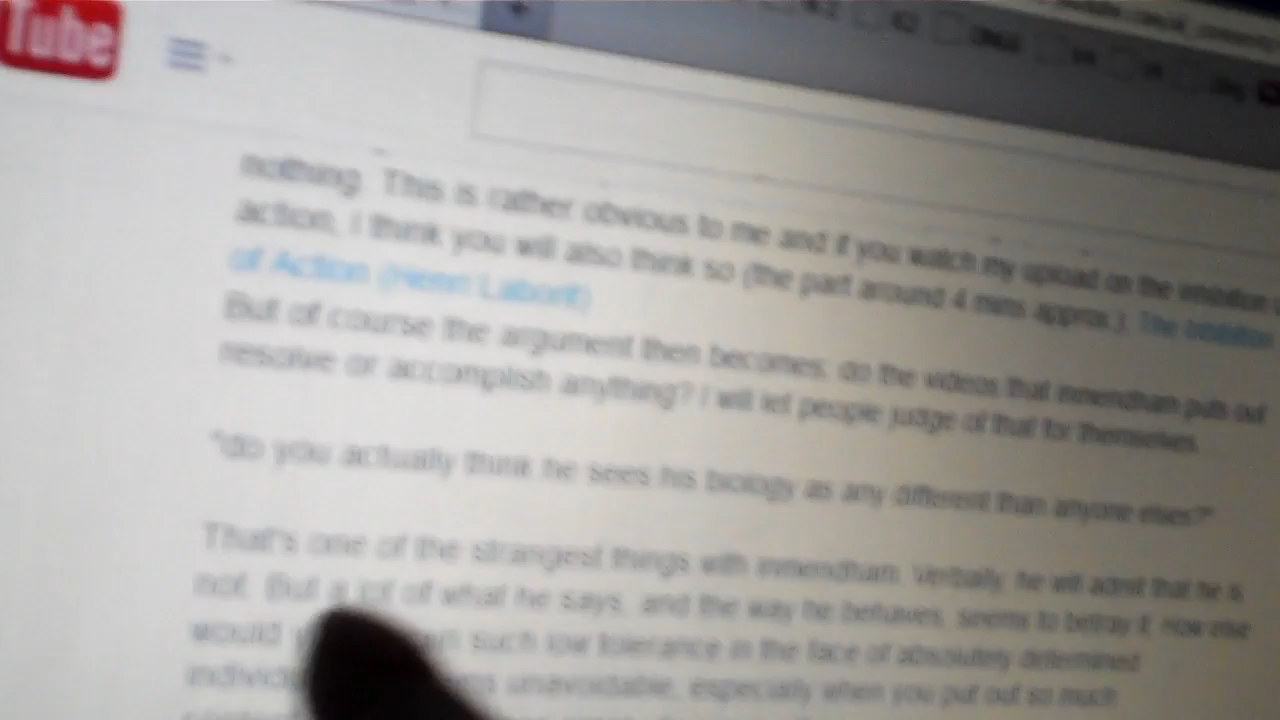 Tube
nothing. This is rather obvious to me and if you watch my upload on the inhibition
action, I think you will also think so (the part around 4 mins approx.). The Inhibition
of Action (Henri Laborit)
But of course the argument then becomes: do the videos that inmendham puts out
resolve or accomplish anything? I will let people judge of that for themselves.
"do you actually think he sees his biology as any different than anyone elses?"
That's one of the strangest things with inmendham. Verbally, he will admit that he is
not. But a lot of what he says, and the way he behaves, seems to betray it. How else
would such low tolerance in the face of absolutely determined
unavoidable, especially when you put out so much